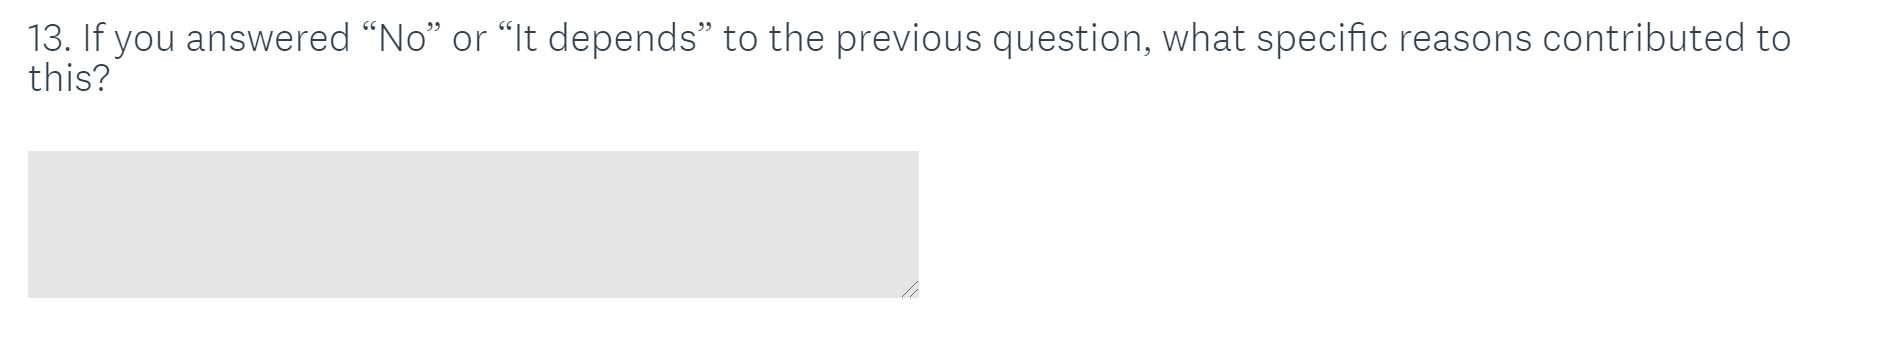 13. If you answered “No” or “It depends” to the previous question, what specific reasons contributed to
this?